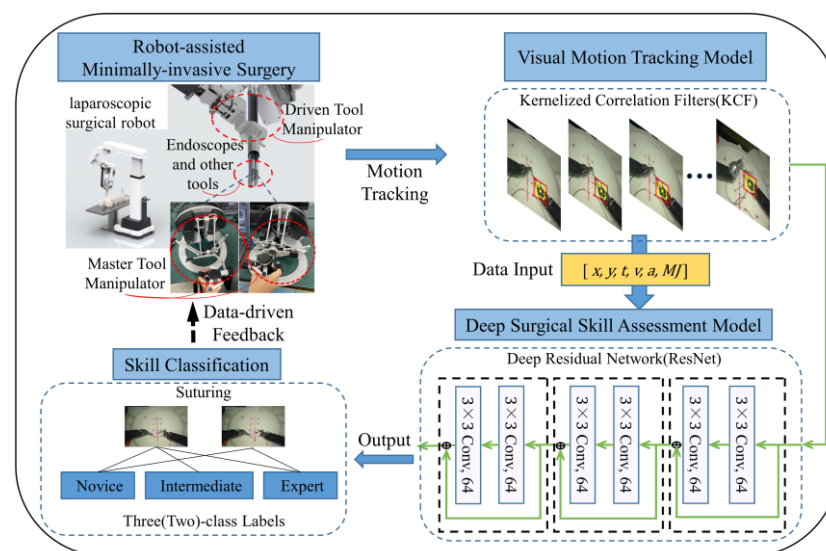 Robot-assisted
Minimally-invasive Surgery
laparoscopic
surgical robot
Driven Tool
Manipulator
Endoscopes
and other
tools
Master Tool
Manipulator
Motion
Tracking
Visual Motion Tracking Model
Kernelized Correlation Filters(KCF)
Data Input
[ x, y, t, v, a, MJ ]
Deep Surgical Skill Assessment Model
Deep Residual Network(ResNet)
3×3 Conv, 64
3×3 Conv, 64
3×3 Conv, 64
3×3 Conv, 64
3×3 Conv, 64
3×3 Conv, 64
Output
Data-driven
Feedback
Skill Classification
Suturing
Novice
Intermediate
Expert
Three(Two)-class Labels